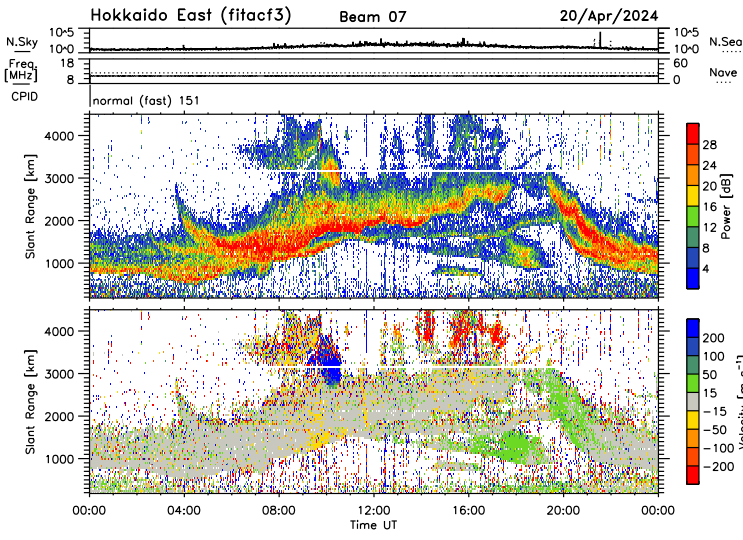 Hokkaido East (fitacf3) Beam 07 20/Apr/2024
N.Sky 10^5 10^0 10^5 10^0 N.Sea
Freq. [MHz] 18 8 60 0 Nave
CPID normal (fast) 151
Slant Range [km] 4000 3000 2000 1000
Power [dB] 28 24 20 16 12 8 4
Slant Range [km] 4000 3000 2000 1000
Velocity [m s^-1] 200 100 50 15 -15 -50 -100 -200
00:00 04:00 08:00 12:00 16:00 20:00 00:00
Time UT